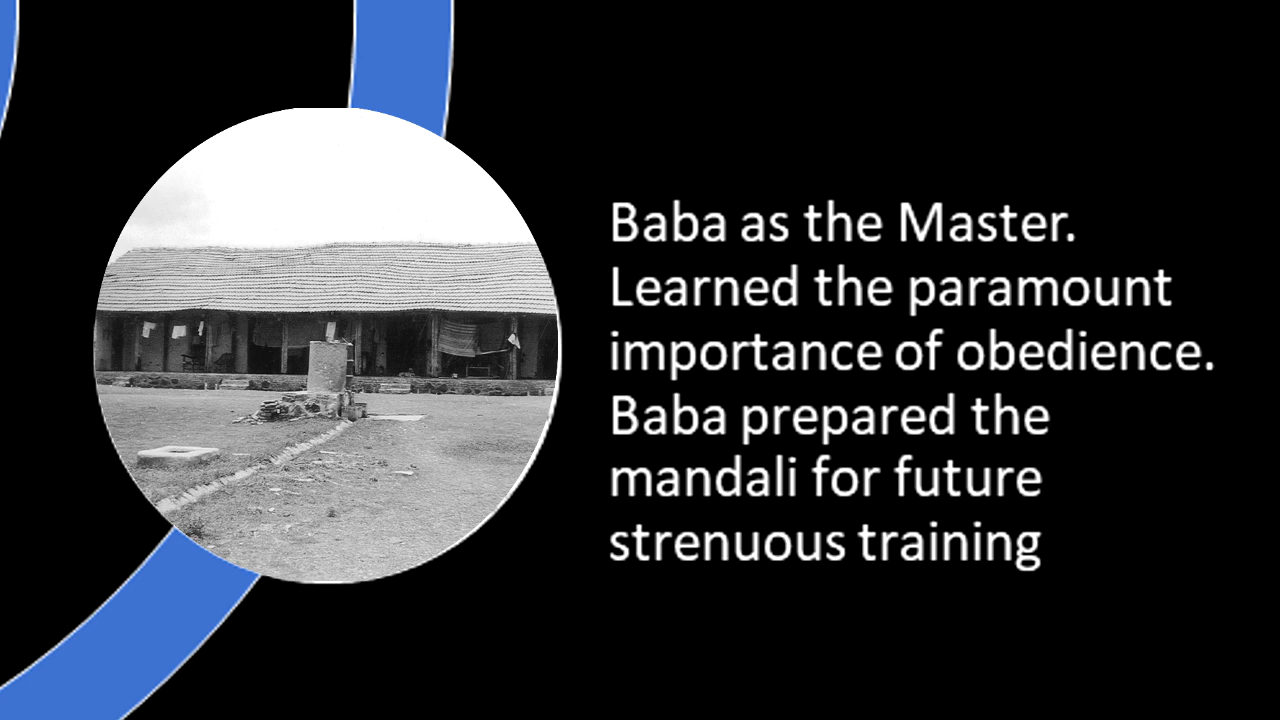 Baba as the Master.
Learned the paramount
importance of obedience.
Baba prepared the
mandali for future
strenuous training